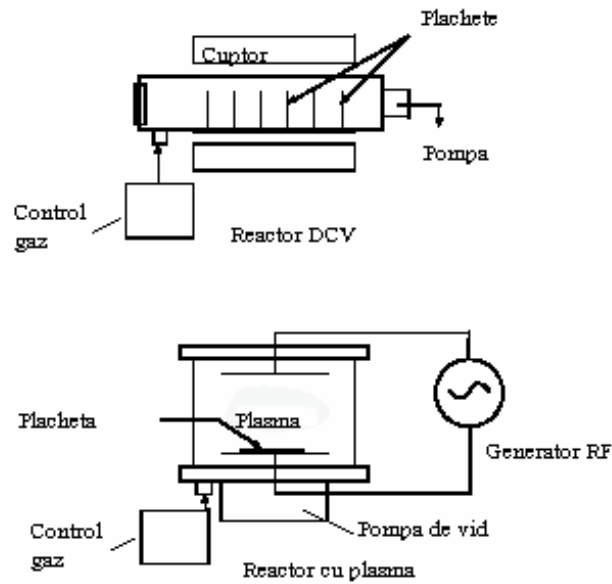 Plachete
Cuptor
Pompa
Control
gaz
Reactor DCV
Placheta
Plasma
Generator RF
Control
gaz
Pompa de vid
Reactor cu plasma